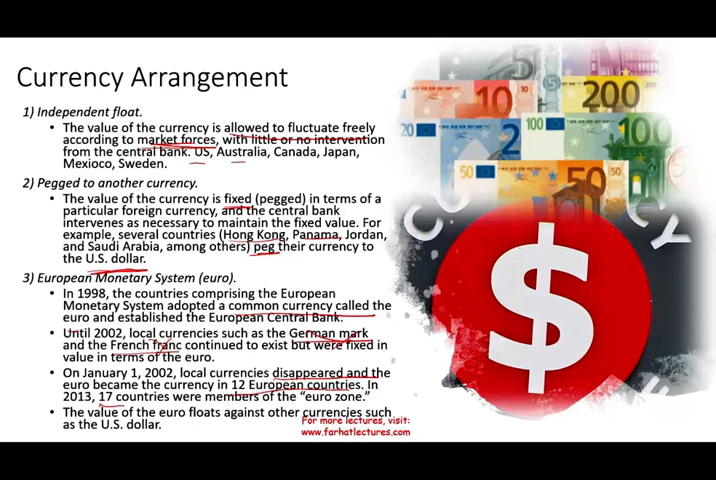 Currency Arrangement
1) Independent float.
• The value of the currency is allowed to fluctuate freely
according to market forces, with little or no intervention
from the central bank. US, Australia, Canada, Japan,
Mexioco, Sweden.
2) Pegged to another currency.
• The value of the currency is fixed (pegged) in terms of a
particular foreign currency, and the central bank
intervenes as necessary to maintain the fixed value. For
example, several countries (Hong Kong, Panama, Jordan,
and Saudi Arabia, among others) peg their currency to
the U.S. dollar.
3) European Monetary System (euro).
• In 1998, the countries comprising the European
Monetary System adopted a common currency called the
euro and established the European Central Bank.
• Until 2002, local currencies such as the German mark
and the French franc continued to exist but were fixed in
value in terms of the euro.
• On January 1, 2002, local currencies disappeared and the
euro became the currency in 12 European countries. In
2013, 17 countries were members of the “euro zone.”
• The value of the euro floats against other currencies such
as the U.S. dollar.
For more lectures, visit:
www.farhatlectures.com
5
10
10
200
20
2
100
100
50
50
50
$